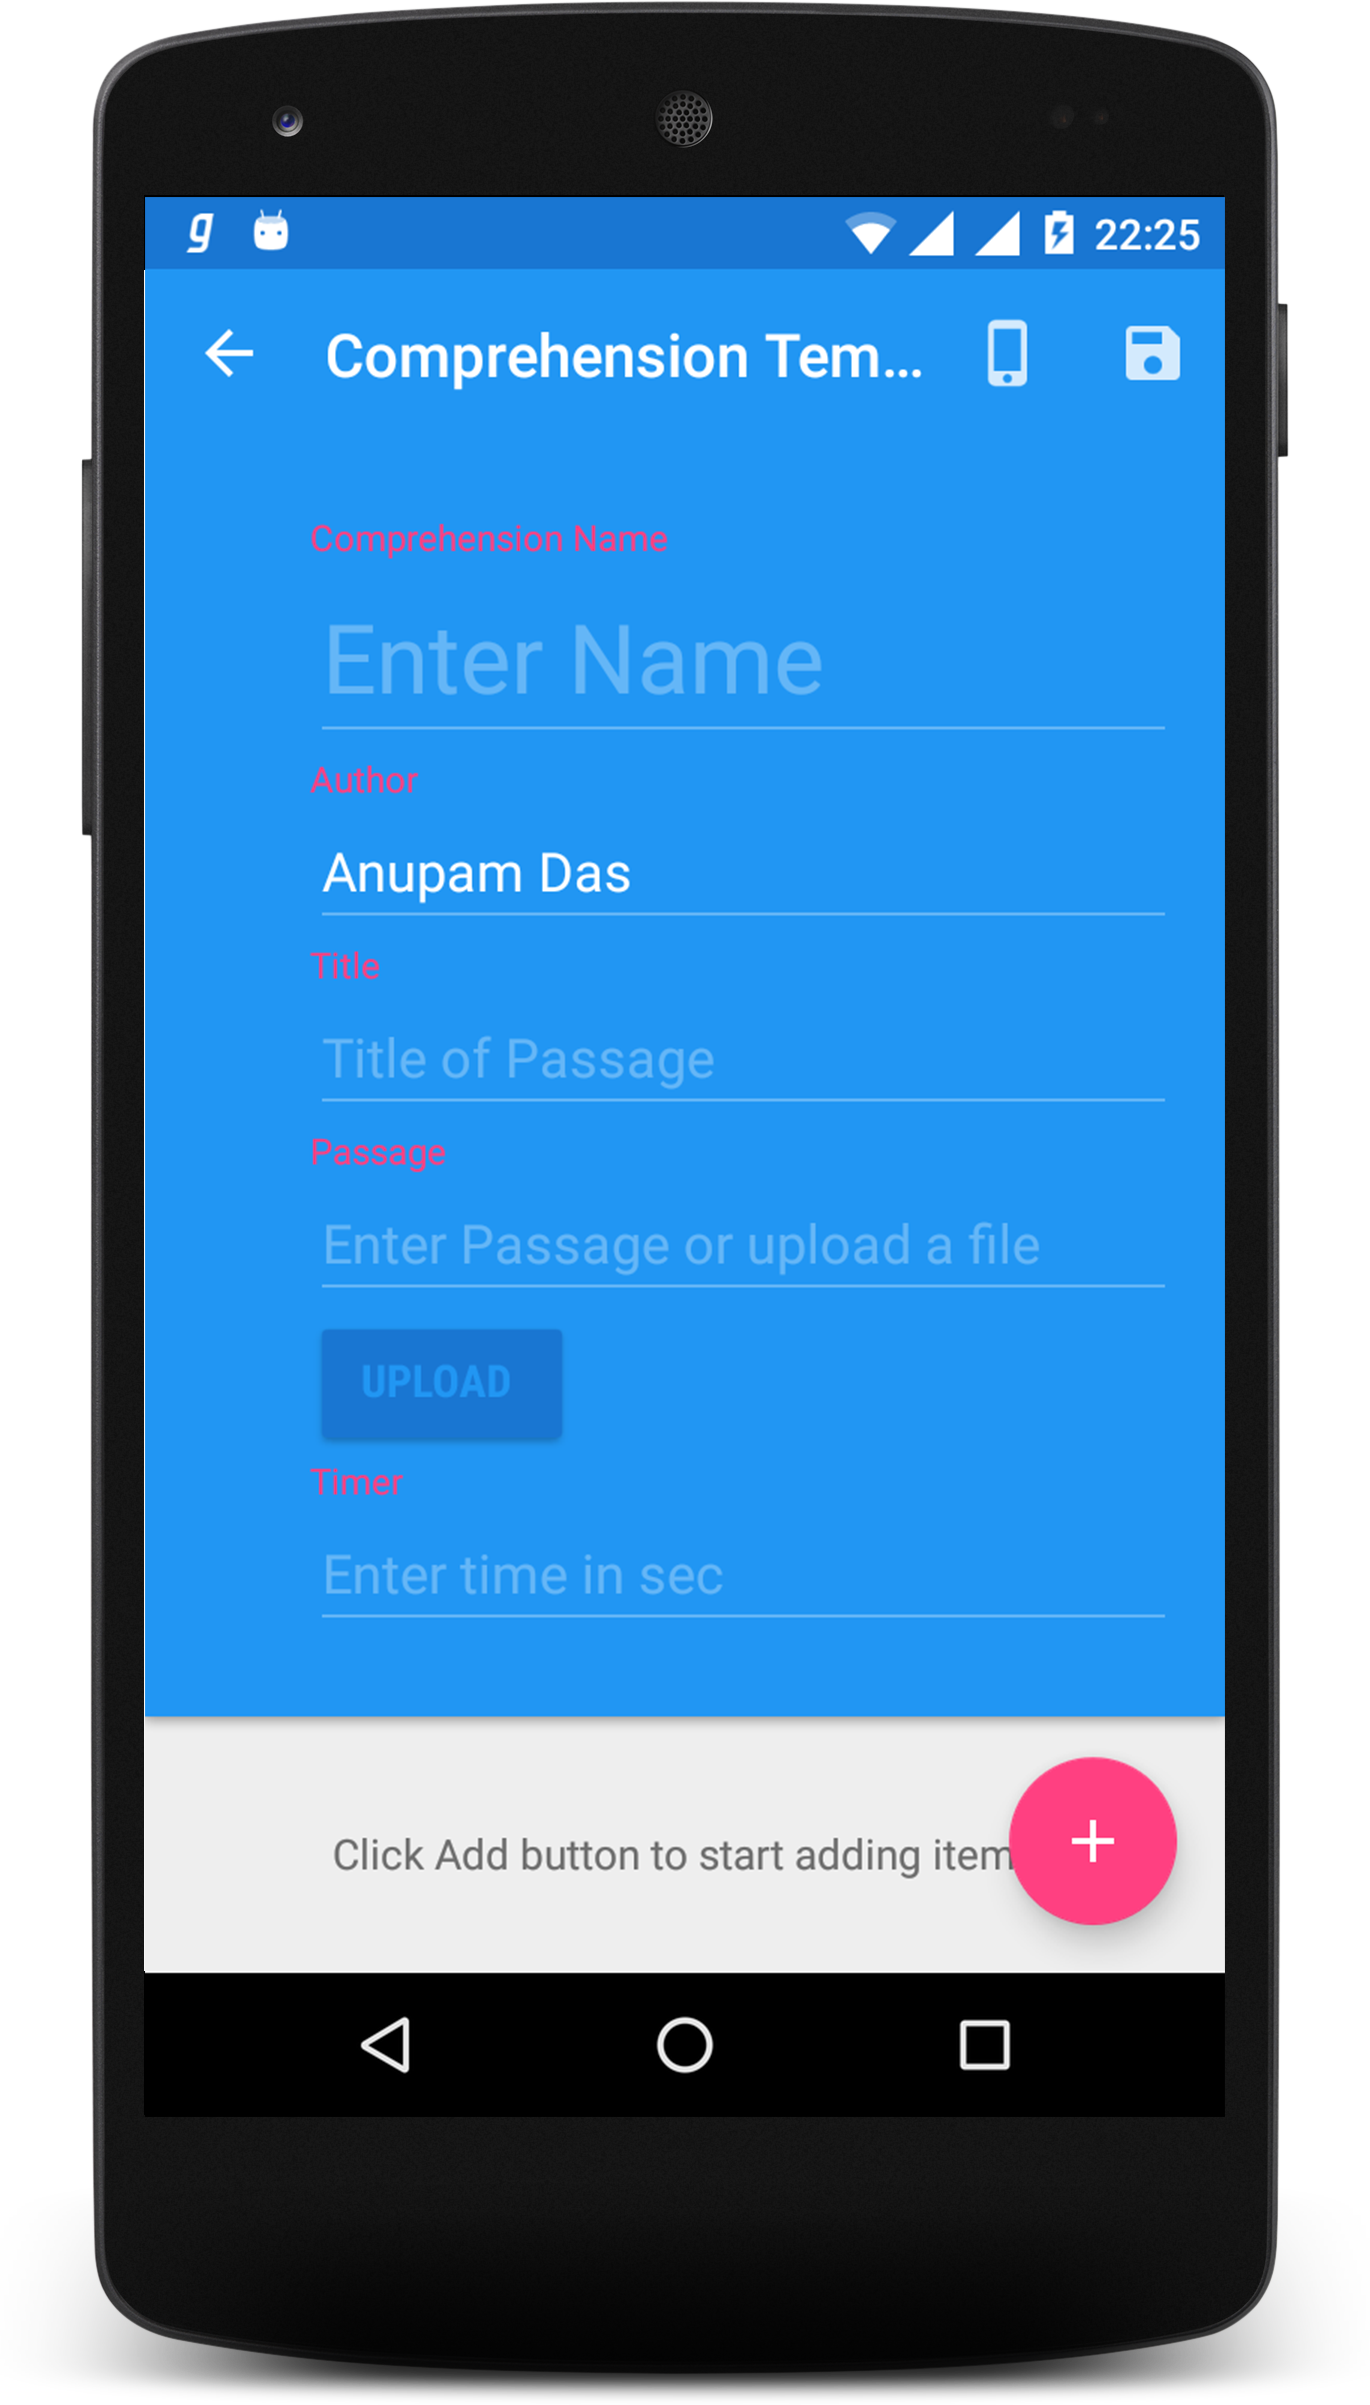 g 22:25
Comprehension Tem...
Comprehension Name
Enter Name
Author
Anupam Das
Title
Title of Passage
Passage
Enter Passage or upload a file
UPLOAD
Timer
Enter time in sec
Click Add button to start adding item